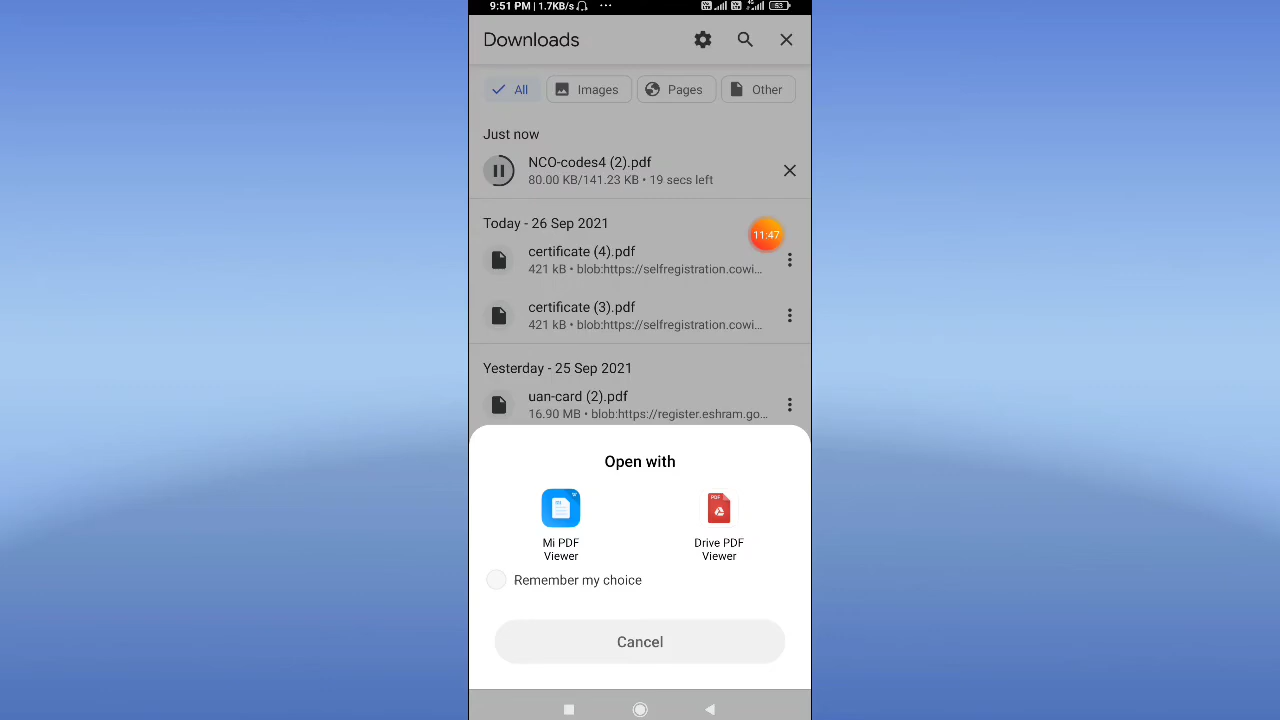 9:51 PM | 1.7KB/s ... 4G 53
Downloads
All Images Pages Other
Just now
NCO-codes4 (2).pdf
80.00 KB/141.23 KB • 19 secs left
Today - 26 Sep 2021
11:47
certificate (4).pdf
421 kB • blob:https://selfregistration.cowi...
certificate (3).pdf
421 kB • blob:https://selfregistration.cowi...
Yesterday - 25 Sep 2021
uan-card (2).pdf
16.90 MB • blob:https://register.eshram.go...
Open with
Mi PDF Viewer
PDF
Drive PDF Viewer
Remember my choice
Cancel